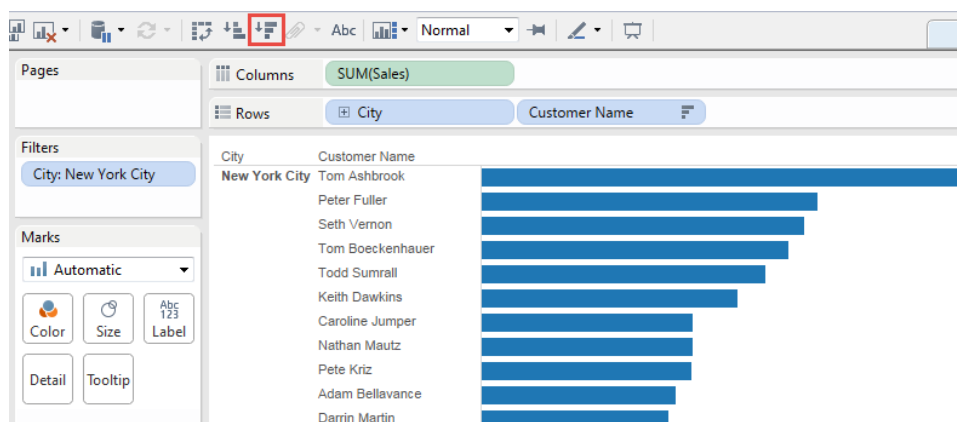 Abc Normal
Pages
Columns SUM(Sales)
Rows City Customer Name
Filters
City: New York City
City Customer Name
New York City Tom Ashbrook
Peter Fuller
Seth Vernon
Marks
Tom Boeckenhauer
Automatic
Todd Sumrall
Keith Dawkins
Abc
123
Color Size Label
Caroline Jumper
Nathan Mautz
Pete Kriz
Detail Tooltip
Adam Bellavance
Darrin Martin